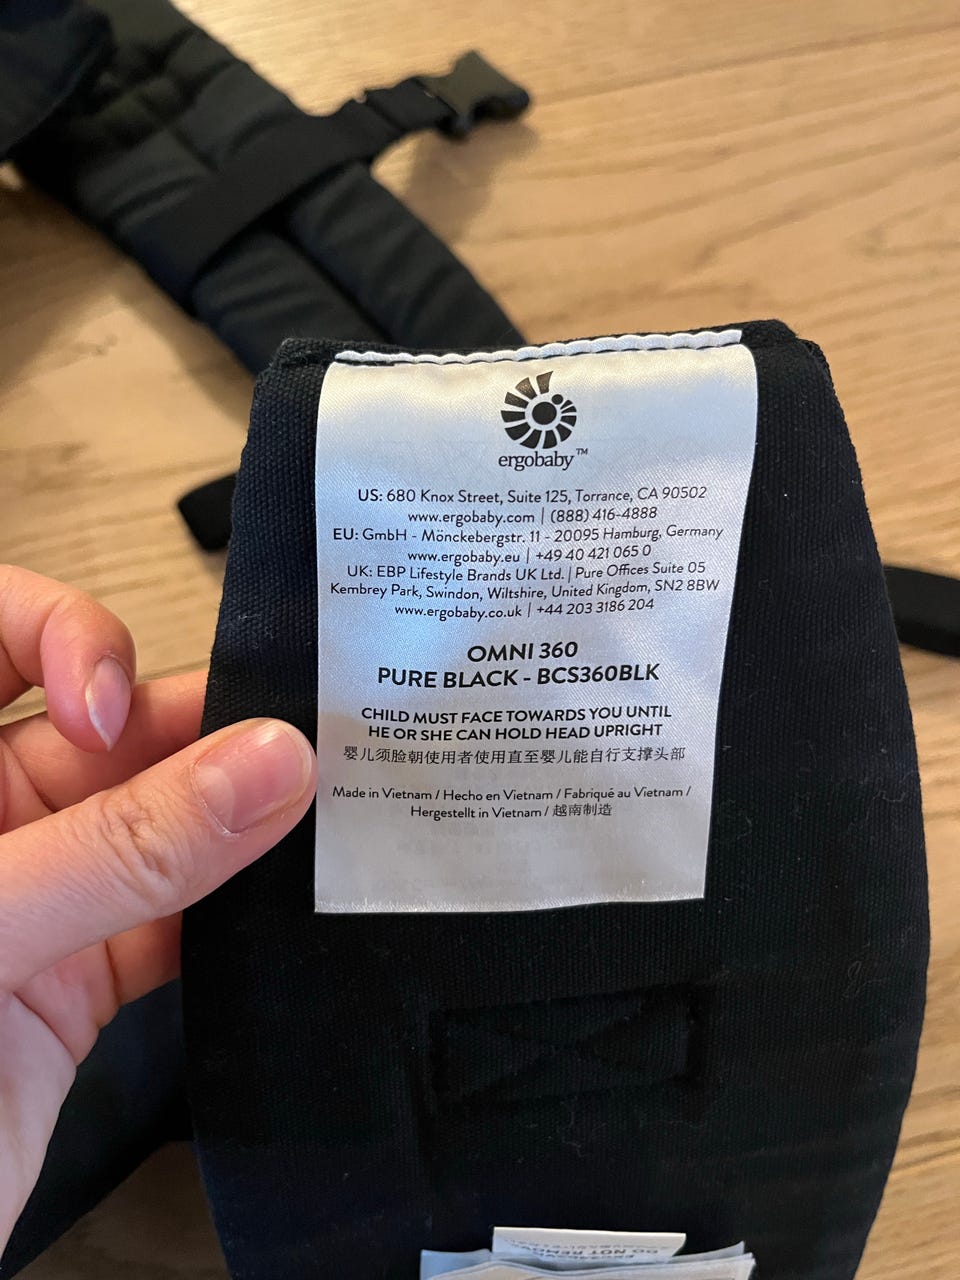 ergobaby™
US: 680 Knox Street, Suite 125, Torrance, CA 90502
www.ergobaby.com | (888) 416-4888
EU: GmbH - Mönckebergstr. 11 - 20095 Hamburg, Germany
www.ergobaby.eu | +49 40 421 065 0
UK: EBP Lifestyle Brands UK Ltd. | Pure Offices Suite 05
Kembrey Park, Swindon, Wiltshire, United Kingdom, SN2 8BW
www.ergobaby.co.uk | +44 203 3186 204
OMNI 360
PURE BLACK - BCS360BLK
CHILD MUST FACE TOWARDS YOU UNTIL
HE OR SHE CAN HOLD HEAD UPRIGHT
婴儿须脸朝使用者使用直至婴儿能自行支撑头部
Made in Vietnam / Hecho en Vietnam / Fabriqué au Vietnam /
Hergestellt in Vietnam / 越南制造
DO NOT REMOVE